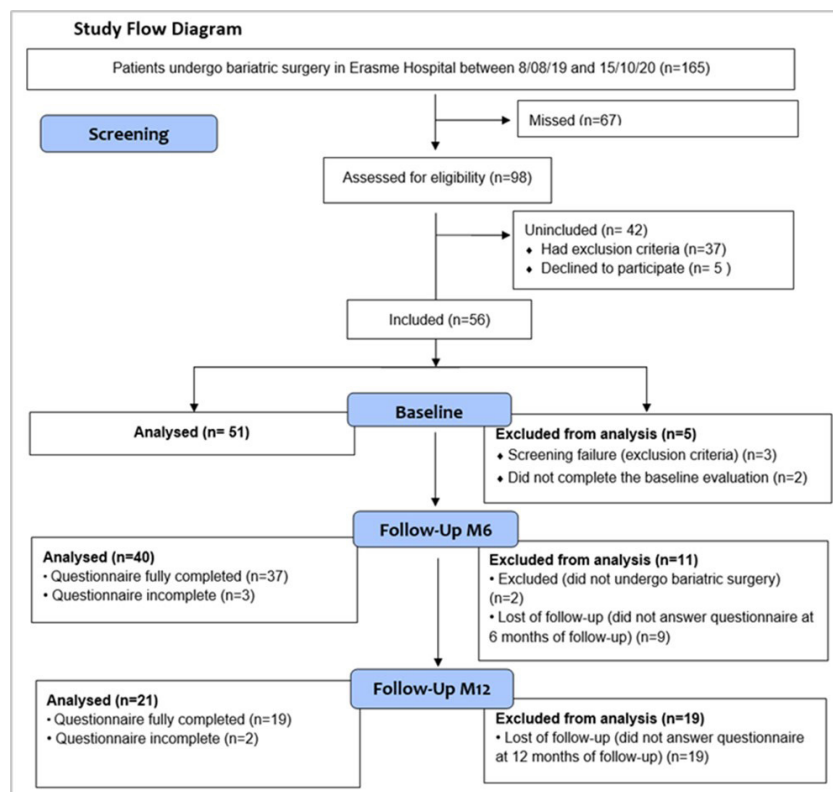 Study Flow Diagram
Patients undergo bariatric surgery in Erasme Hospital between 8/08/19 and 15/10/20 (n=165)
Missed (n=67)
Screening
Assessed for eligibility (n=98)
Unincluded (n= 42)
♦ Had exclusion criteria (n=37)
♦ Declined to participate (n= 5 )
Included (n=56)
Baseline
Analysed (n= 51)
Excluded from analysis (n=5)
♦ Screening failure (exclusion criteria) (n=3)
♦ Did not complete the baseline evaluation (n=2)
Follow-Up M6
Analysed (n=40)
• Questionnaire fully completed (n=37)
• Questionnaire incomplete (n=3)
Excluded from analysis (n=11)
• Excluded (did not undergo bariatric surgery)
(n=2)
• Lost of follow-up (did not answer questionnaire at
6 months of follow-up) (n=9)
Follow-Up M12
Analysed (n=21)
• Questionnaire fully completed (n=19)
• Questionnaire incomplete (n=2)
Excluded from analysis (n=19)
• Lost of follow-up (did not answer questionnaire
at 12 months of follow-up) (n=19)